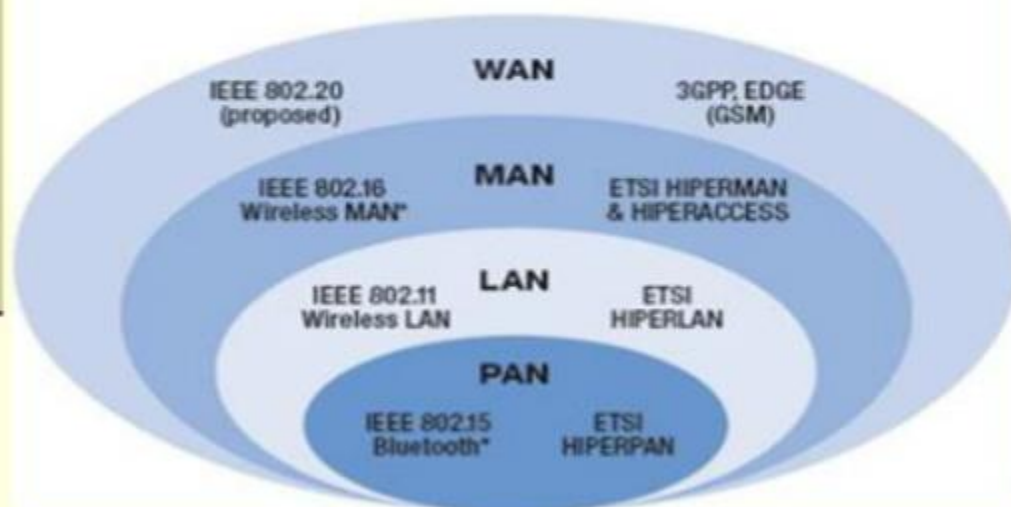 WAN
IEEE 802.20
(proposed)
3GPP, EDGE
(GSM)
MAN
IEEE 802.16
Wireless MAN*
ETSI HIPERMAN
& HIPERACCESS
LAN
IEEE 802.11
Wireless LAN
ETSI
HIPERLAN
PAN
IEEE 802.15
Bluetooth*
ETSI
HIPERPAN